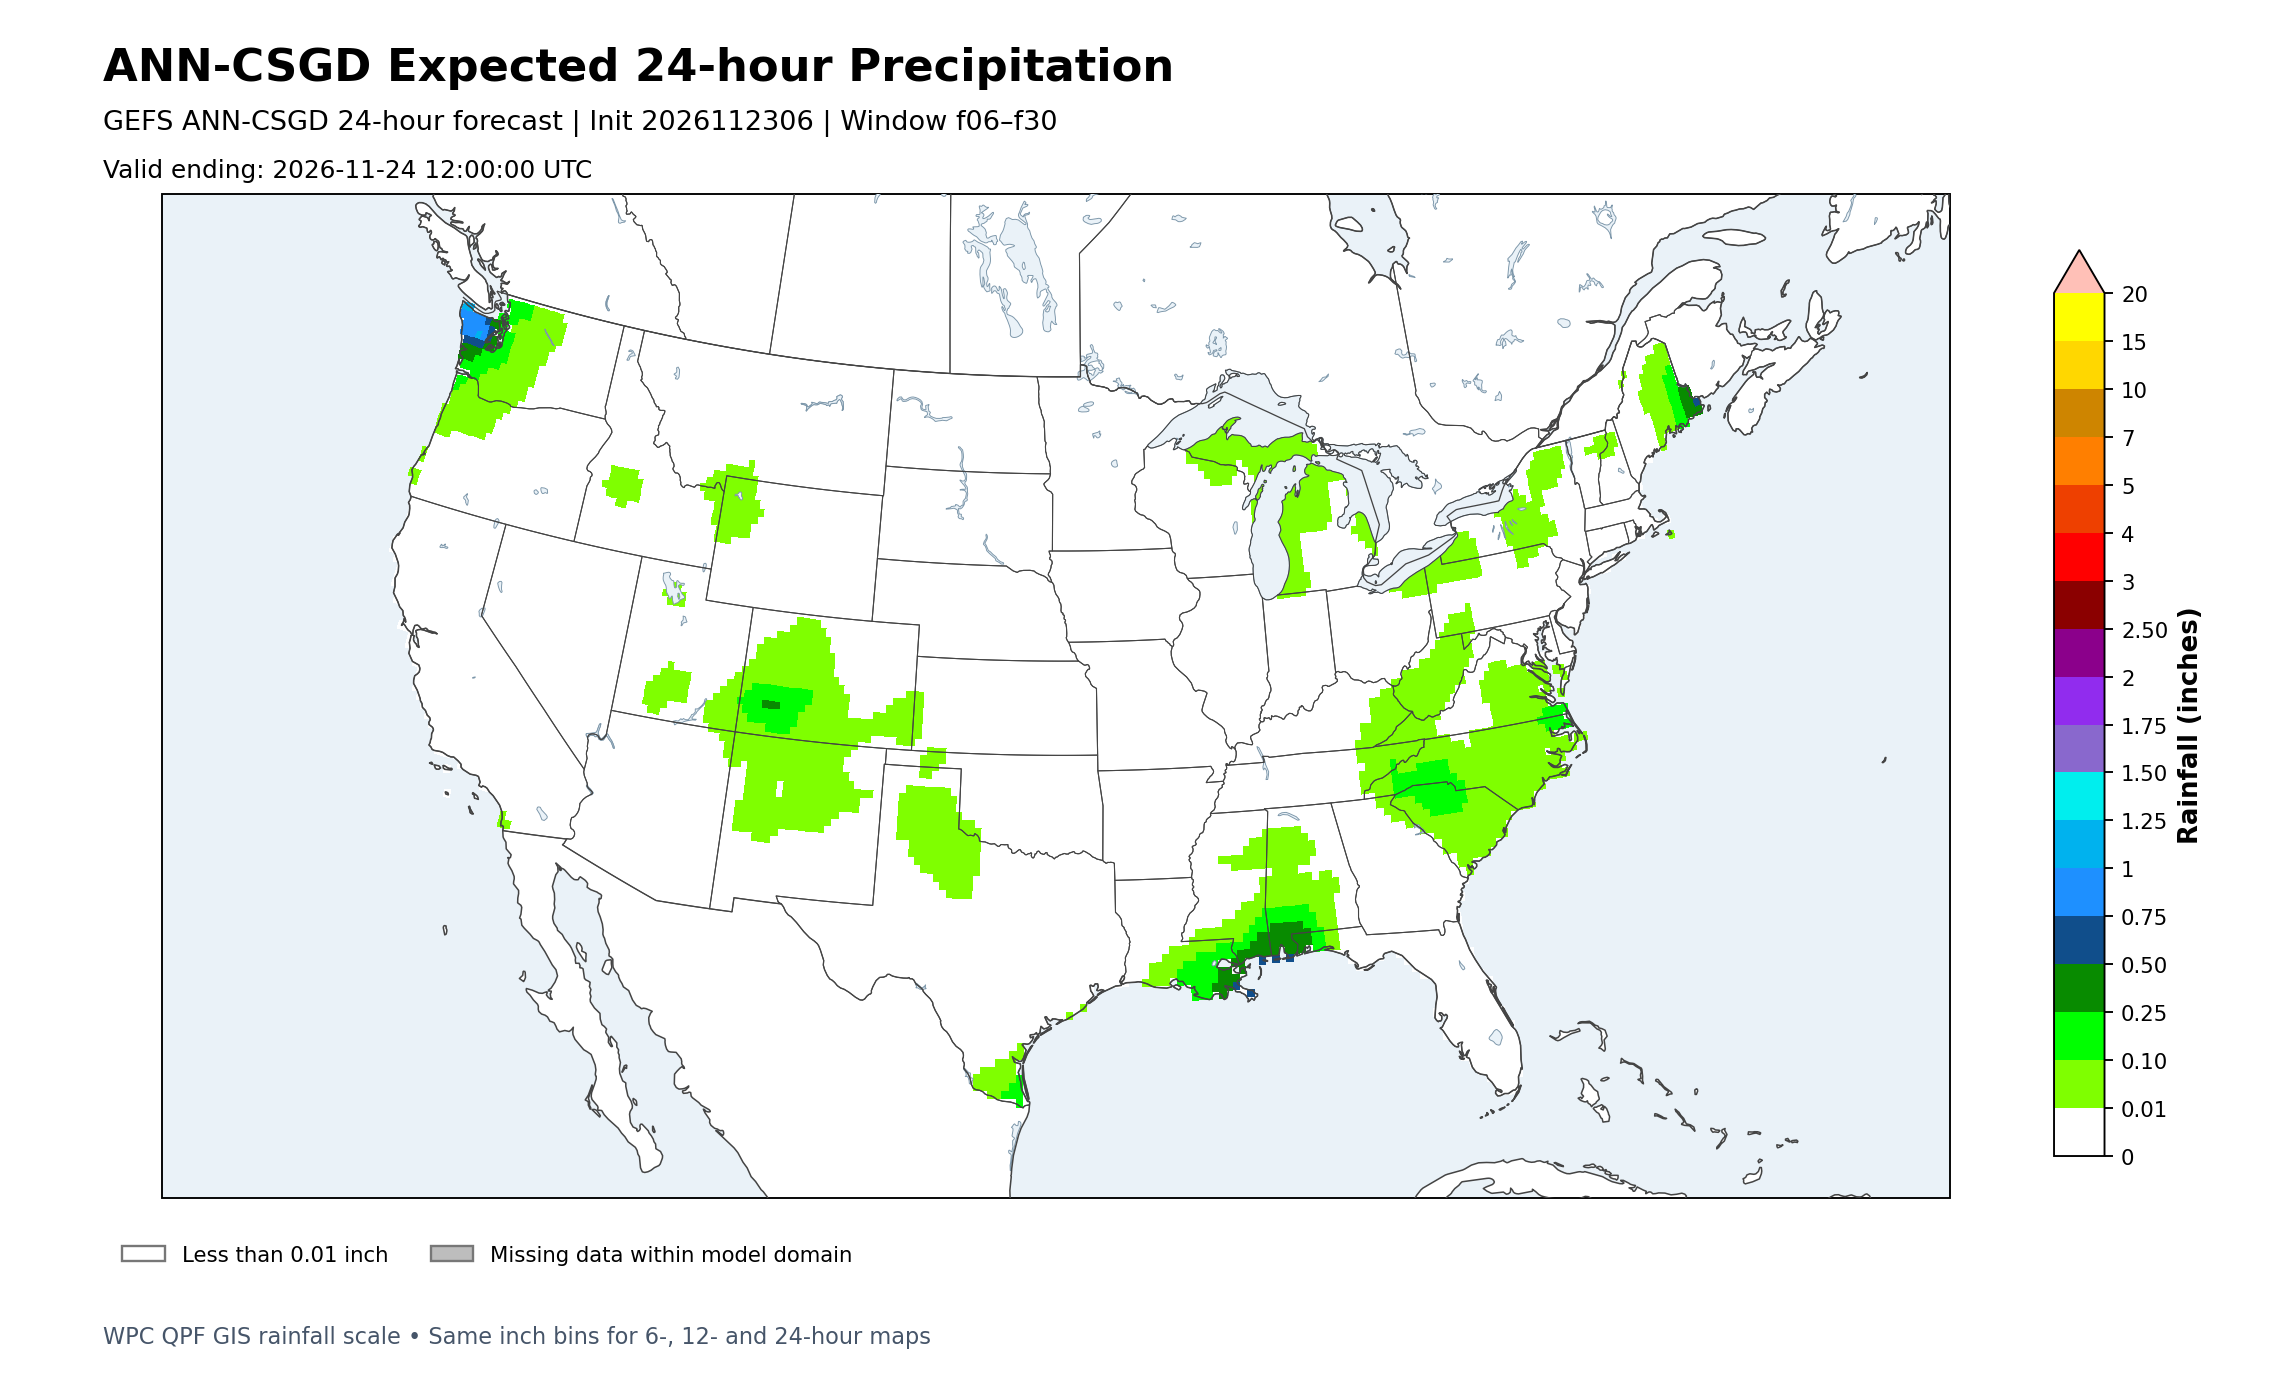 ANN-CSGD Expected 24-hour Precipitation
GEFS ANN-CSGD 24-hour forecast | Init 2026112306 | Window f06–f30
Valid ending: 2026-11-24 12:00:00 UTC
20
15
10
7
5
4
3
2.50
2
1.75
1.50
1.25
1
0.75
0.50
0.25
0.10
0.01
0
Rainfall (inches)
Less than 0.01 inch
Missing data within model domain
WPC QPF GIS rainfall scale • Same inch bins for 6-, 12- and 24-hour maps